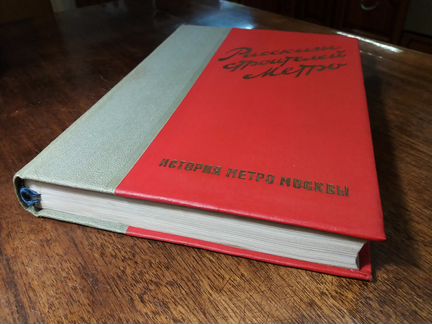 Рассказы
строителей
метро
ИСТОРИЯ МЕТРО МОСКВЫ